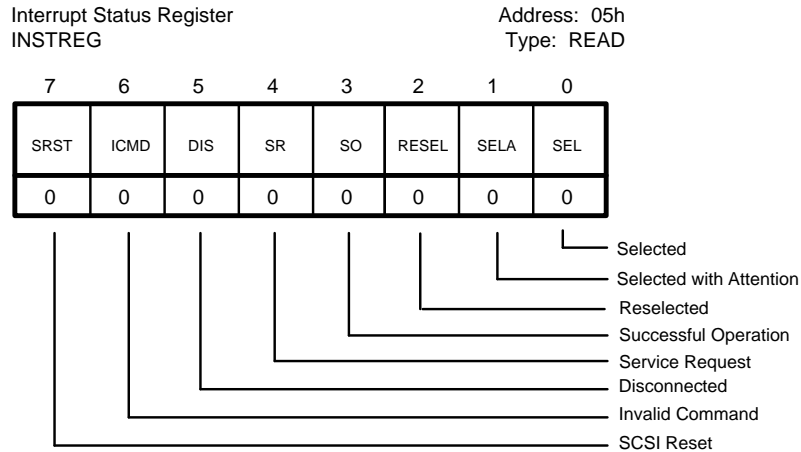 Interrupt Status Register Address: 05h
INSTREG Type: READ
7 6 5 4 3 2 1 0
SRST ICMD DIS SR SO RESEL SELA SEL
0 0 0 0 0 0 0 0
Selected
Selected with Attention
Reselected
Successful Operation
Service Request
Disconnected
Invalid Command
SCSI Reset